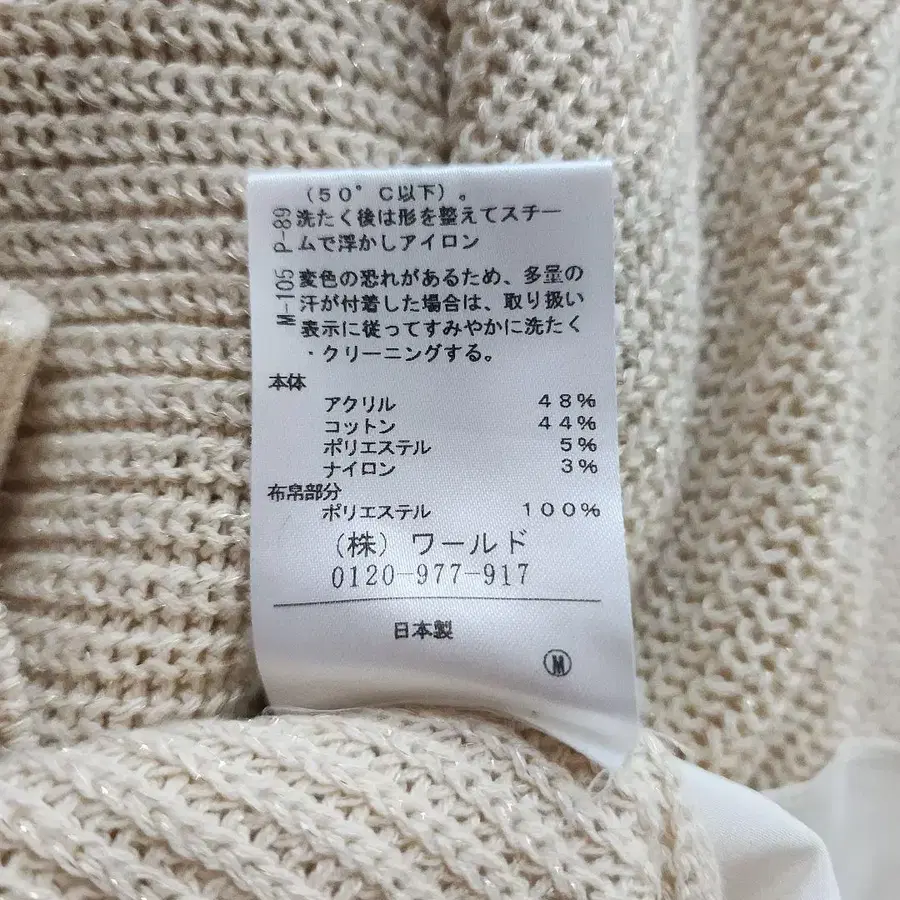 （５０°Ｃ以下）。
P-89 洗たく後は形を整えてスチー
ムで浮かしアイロン
M-105 変色の恐れがあるため、多量の
汗が付着した場合は、取り扱い
表示に従ってすみやかに洗たく
・クリーニングする。
本体
アクリル ４８％
コットン ４４％
ポリエステル ５％
ナイロン ３％
布帛部分
ポリエステル １００％
（株）ワールド
0120-977-917
日本製
Ⓜ